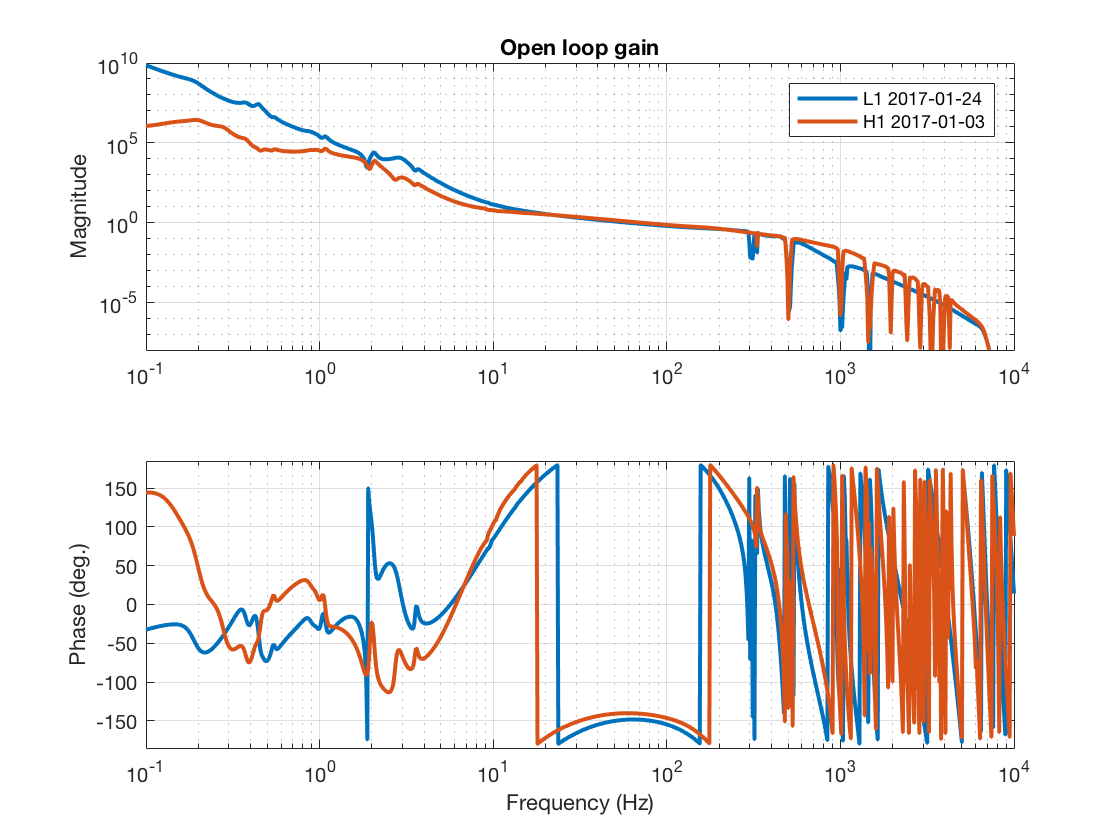 Open loop gain
10^10
10^5
10^0
10^-5
Magnitude
L1 2017-01-24
H1 2017-01-03
10^-1 10^0 10^1 10^2 10^3 10^4
150
100
50
0
-50
-100
-150
Phase (deg.)
10^-1 10^0 10^1 10^2 10^3 10^4
Frequency (Hz)